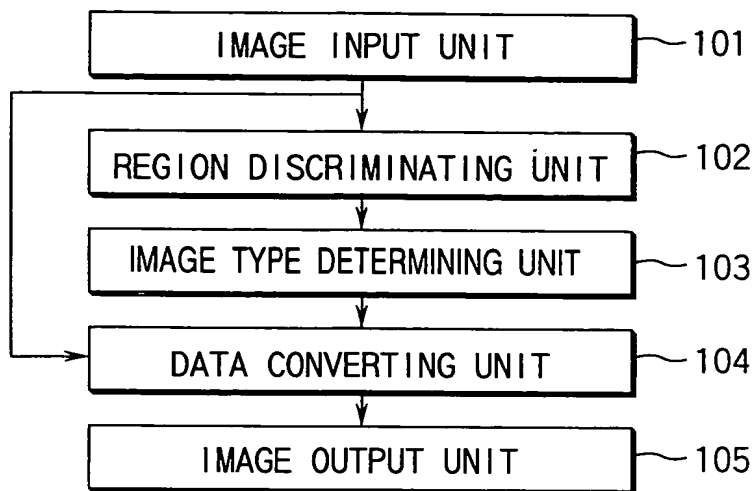 IMAGE INPUT UNIT 101
REGION DISCRIMINATING UNIT 102
IMAGE TYPE DETERMINING UNIT 103
DATA CONVERTING UNIT 104
IMAGE OUTPUT UNIT 105